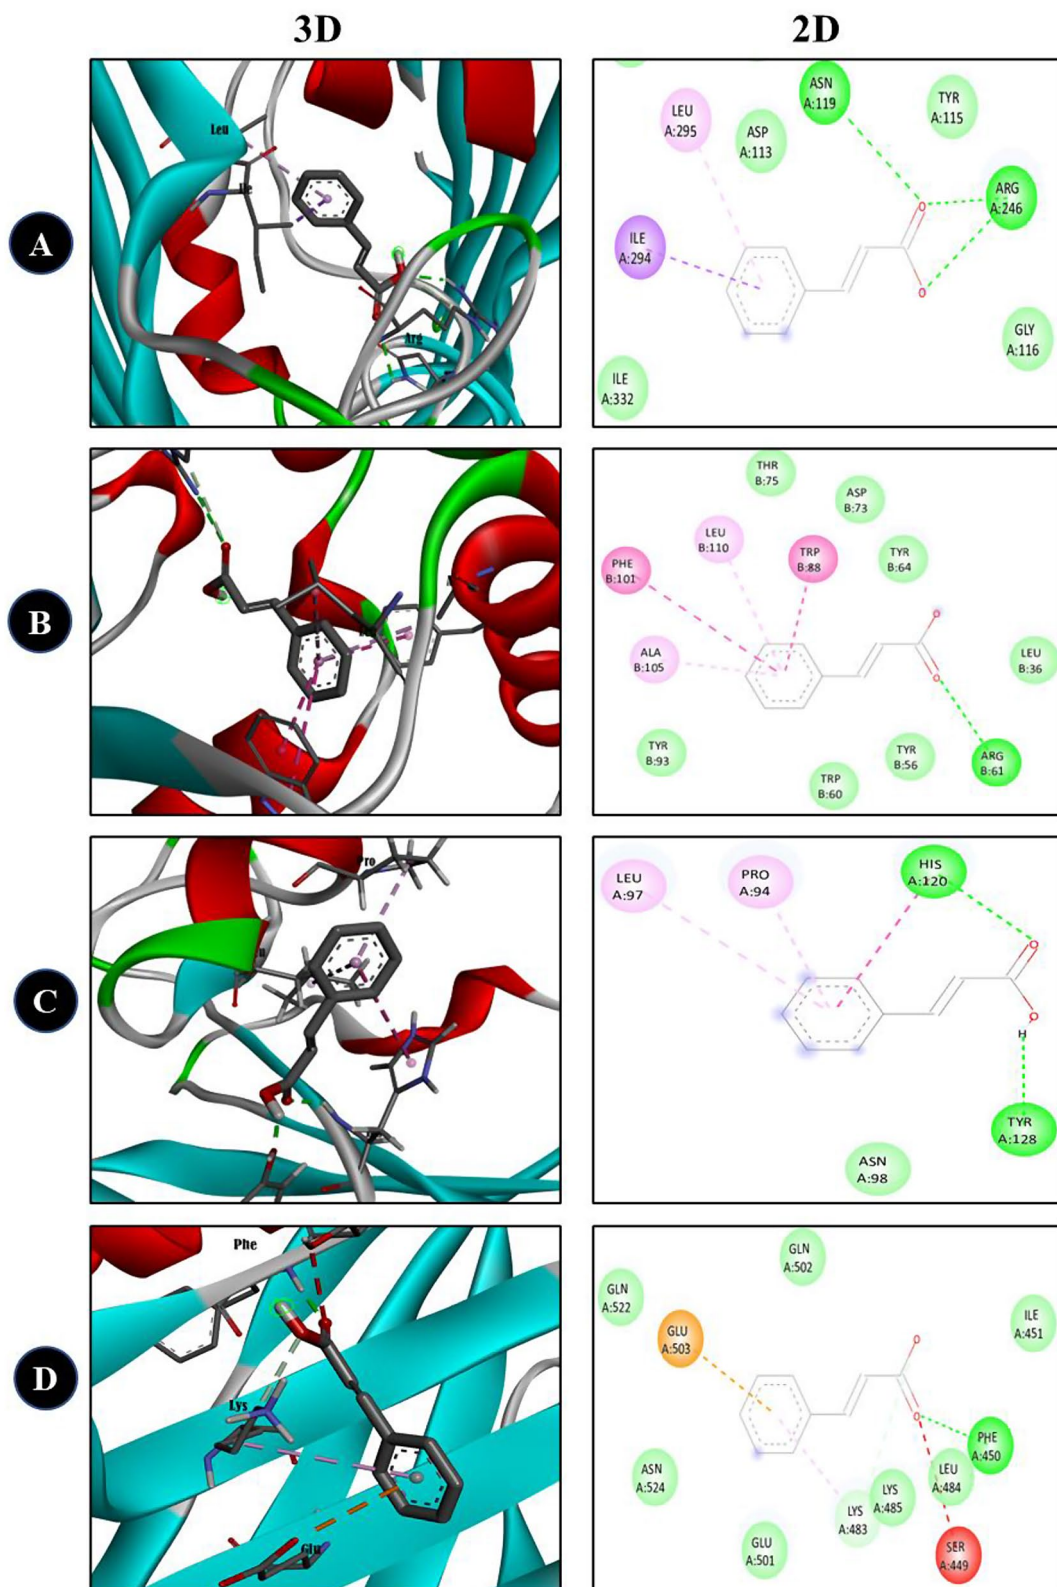 3D
2D
A
Leu
Ile
Arg
ASN
A:119
TYR
A:115
LEU
A:295
ASP
A:113
ARG
A:246
ILE
A:294
GLY
A:116
ILE
A:332
B
THR
B:75
ASP
B:73
LEU
B:110
TRP
B:88
TYR
B:64
PHE
B:101
ALA
B:105
LEU
B:36
TYR
B:93
TYR
B:56
ARG
B:61
TRP
B:60
C
Pro
LEU
A:97
PRO
A:94
HIS
A:120
O
O
H
TYR
A:128
ASN
A:98
D
Phe
Lys
Glu
GLN
A:502
GLN
A:522
ILE
A:451
GLU
A:503
PHE
A:450
ASN
A:524
LEU
A:484
LYS
A:485
LYS
A:483
GLU
A:501
SER
A:449